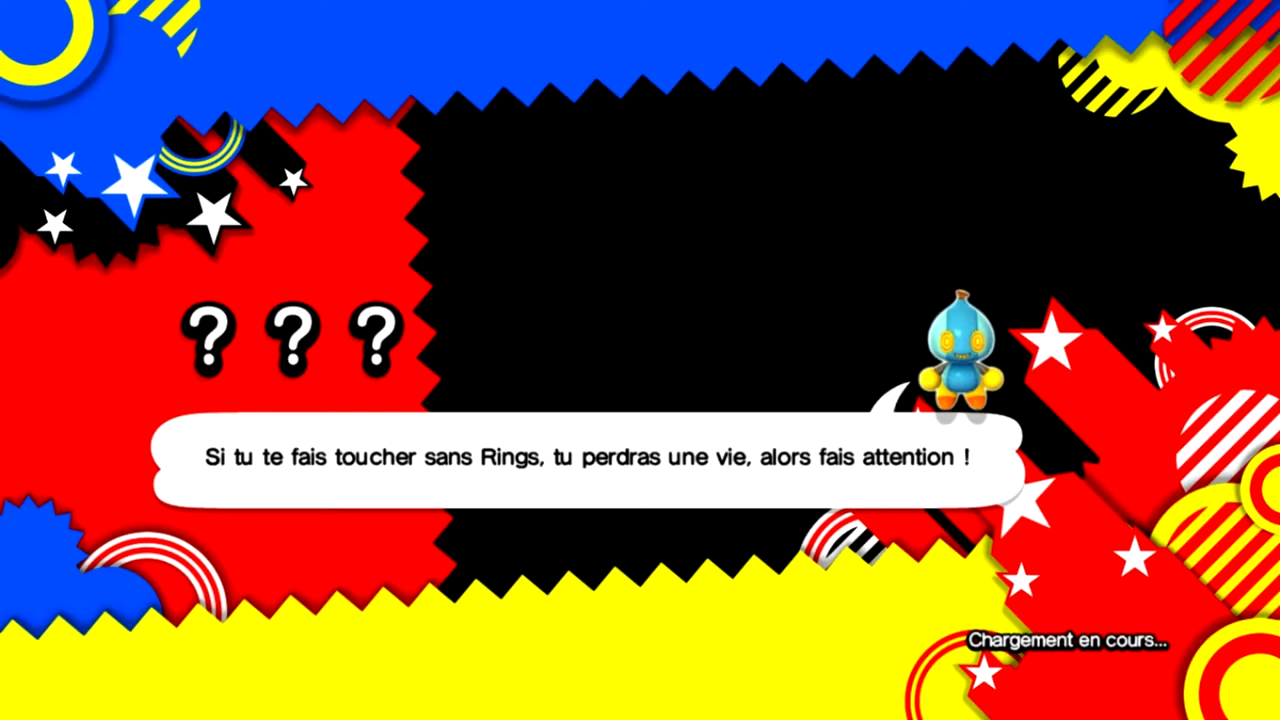 ? ? ?
Si tu te fais toucher sans Rings, tu perdras une vie, alors fais attention !
Chargement en cours...